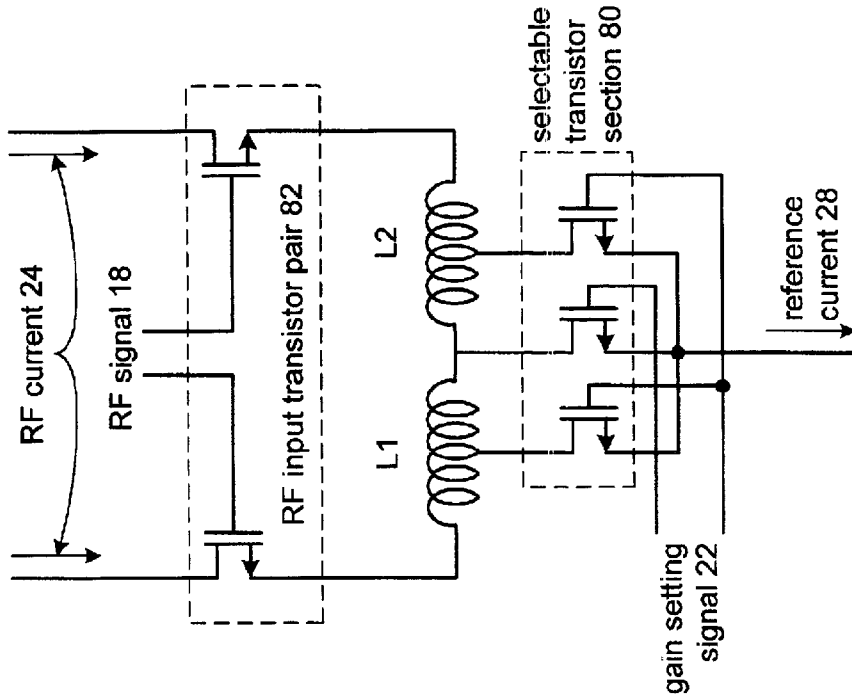 RF current 24
RF signal 18
RF input transistor pair 82
L1
L2
selectable
transistor
section 80
gain setting
signal 22
reference
current 28